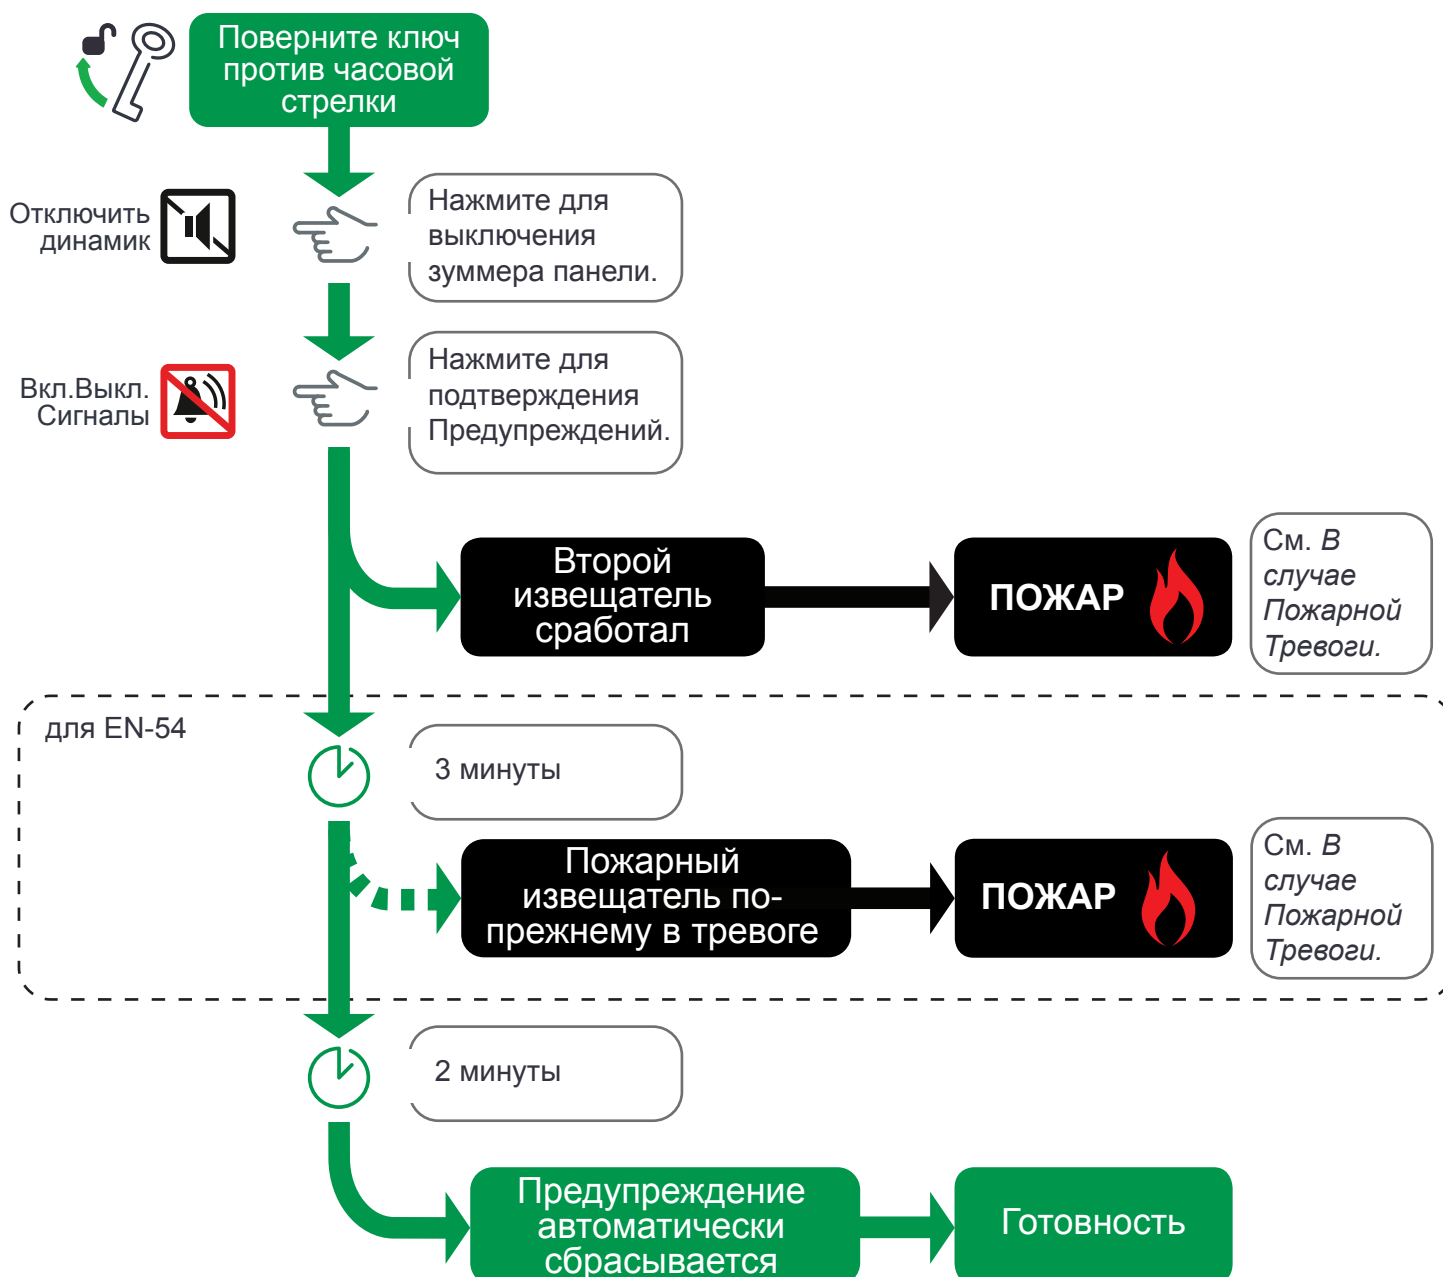 Поверните ключ
против часовой
стрелки
Отключить
динамик
Нажмите для
выключения
зуммера панели.
Вкл.Выкл.
Сигналы
Нажмите для
подтверждения
Предупреждений.
Второй
извещатель
сработал
ПОЖАР
См. В
случае
Пожарной
Тревоги.
для EN-54
3 минуты
Пожарный
извещатель по-
прежнему в тревоге
ПОЖАР
См. В
случае
Пожарной
Тревоги.
2 минуты
Предупреждение
автоматически
сбрасывается
Готовность